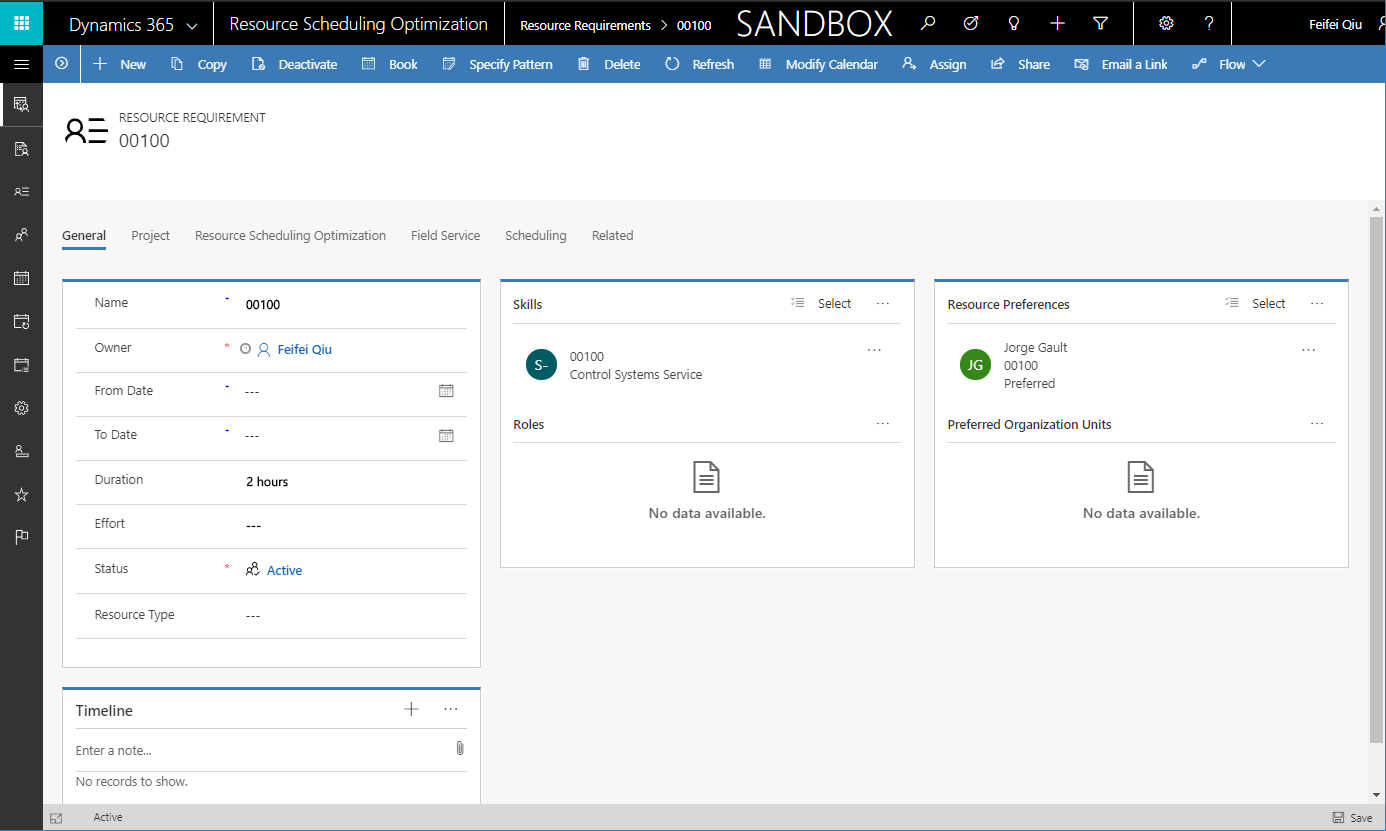 Dynamics 365
Resource Scheduling Optimization
Resource Requirements > 00100
SANDBOX
?
Feifei Qiu
New
Copy
Deactivate
Book
Specify Pattern
Delete
Refresh
Modify Calendar
Assign
Share
Email a Link
Flow
RESOURCE REQUIREMENT
00100
General
Project
Resource Scheduling Optimization
Field Service
Scheduling
Related
Name
00100
Owner * Feifei Qiu
From Date
---
To Date
---
Duration
2 hours
Effort
---
Status * Active
Resource Type
---
Skills
Select
...
S-
00100
...
Control Systems Service
Roles
...
No data available.
Resource Preferences
Select
...
JG
Jorge Gault
...
00100
Preferred
Preferred Organization Units
...
No data available.
Timeline
...
Enter a note...
No records to show.
Active
Save